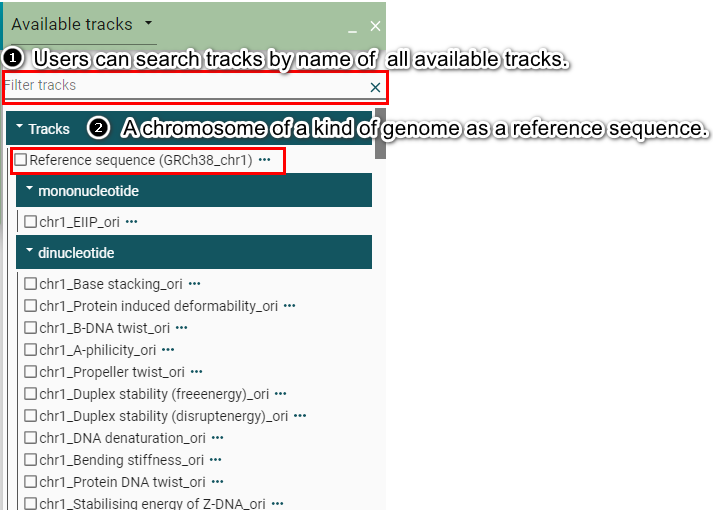 Available tracks
1 Users can search tracks by name of all available tracks.
Filter tracks
Tracks 2 A chromosome of a kind of genome as a reference sequence.
Reference sequence (GRCh38_chr1) •••
mononucleotide
chr1_EIIP_ori •••
dinucleotide
chr1_Base stacking_ori •••
chr1_Protein induced deformability_ori •••
chr1_B-DNA twist_ori •••
chr1_A-philicity_ori •••
chr1_Propeller twist_ori •••
chr1_Duplex stability (freeenergy)_ori •••
chr1_Duplex stability (disruptenergy)_ori •••
chr1_DNA denaturation_ori •••
chr1_Bending stiffness_ori •••
chr1_Protein DNA twist_ori •••
chr1_Stabilising energy of Z-DNA_ori •••